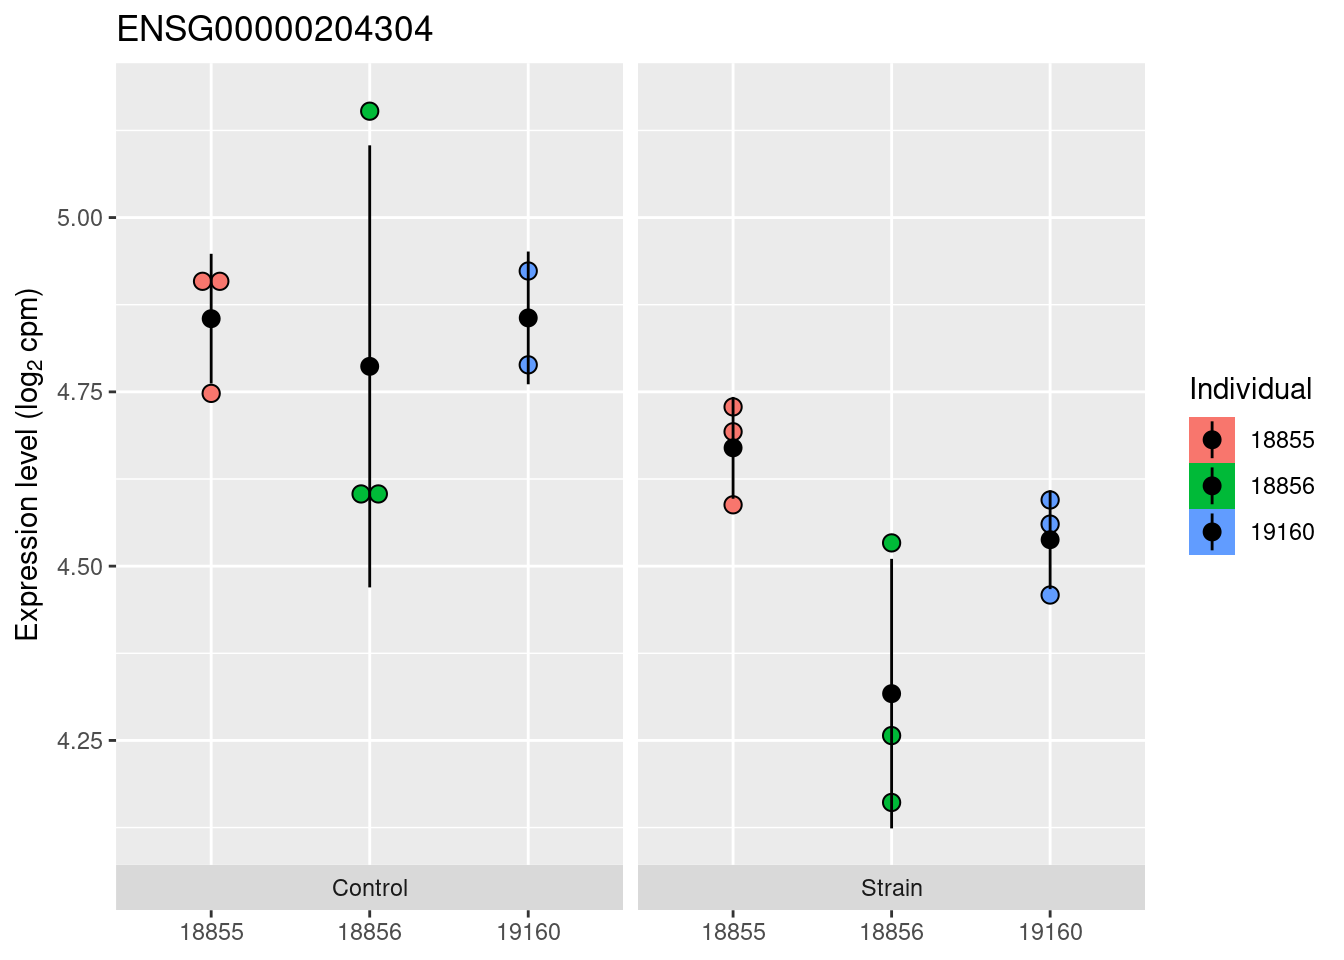 ENSG00000204304
Expression level (log₂ cpm)
5.00
4.75
4.50
4.25
Control
Strain
18855
18856
19160
18855
18856
19160
Individual
18855
18856
19160